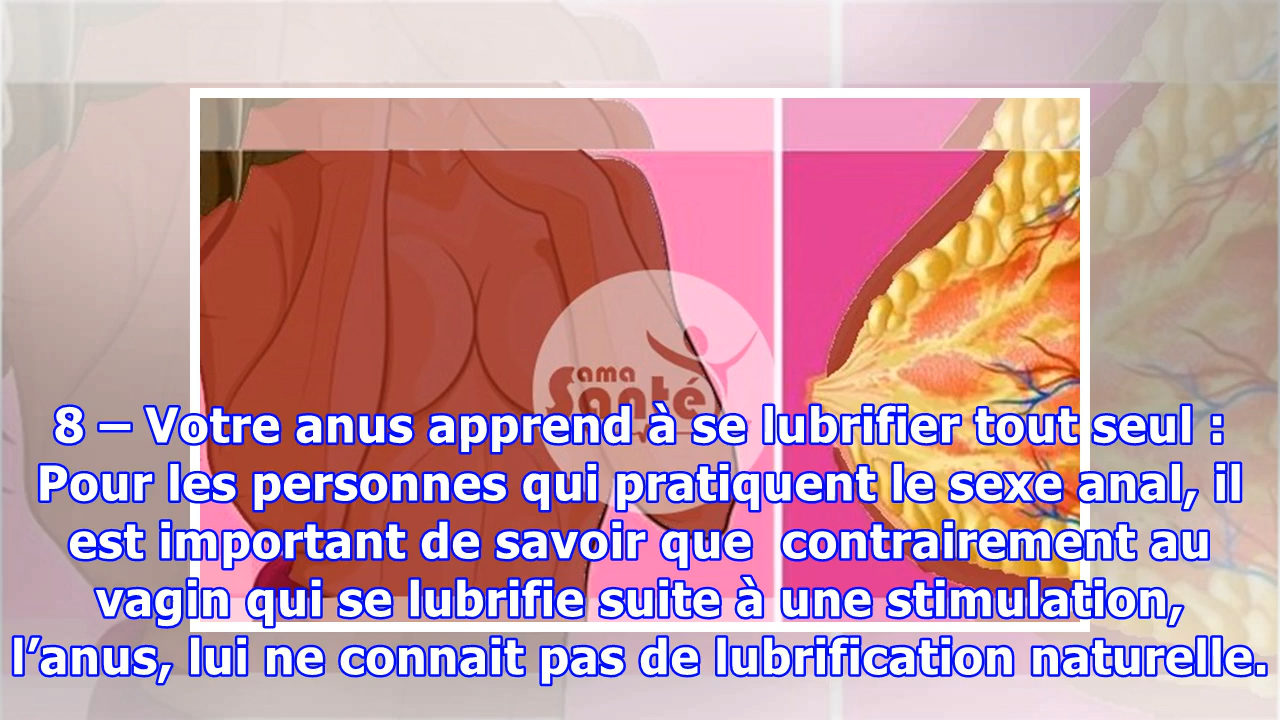 Sama
Santé
8 – Votre anus apprend à se lubrifier tout seul :
Pour les personnes qui pratiquent le sexe anal, il
est important de savoir que  contrairement au
vagin qui se lubrifie suite à une stimulation,
l’anus, lui ne connait pas de lubrification naturelle.